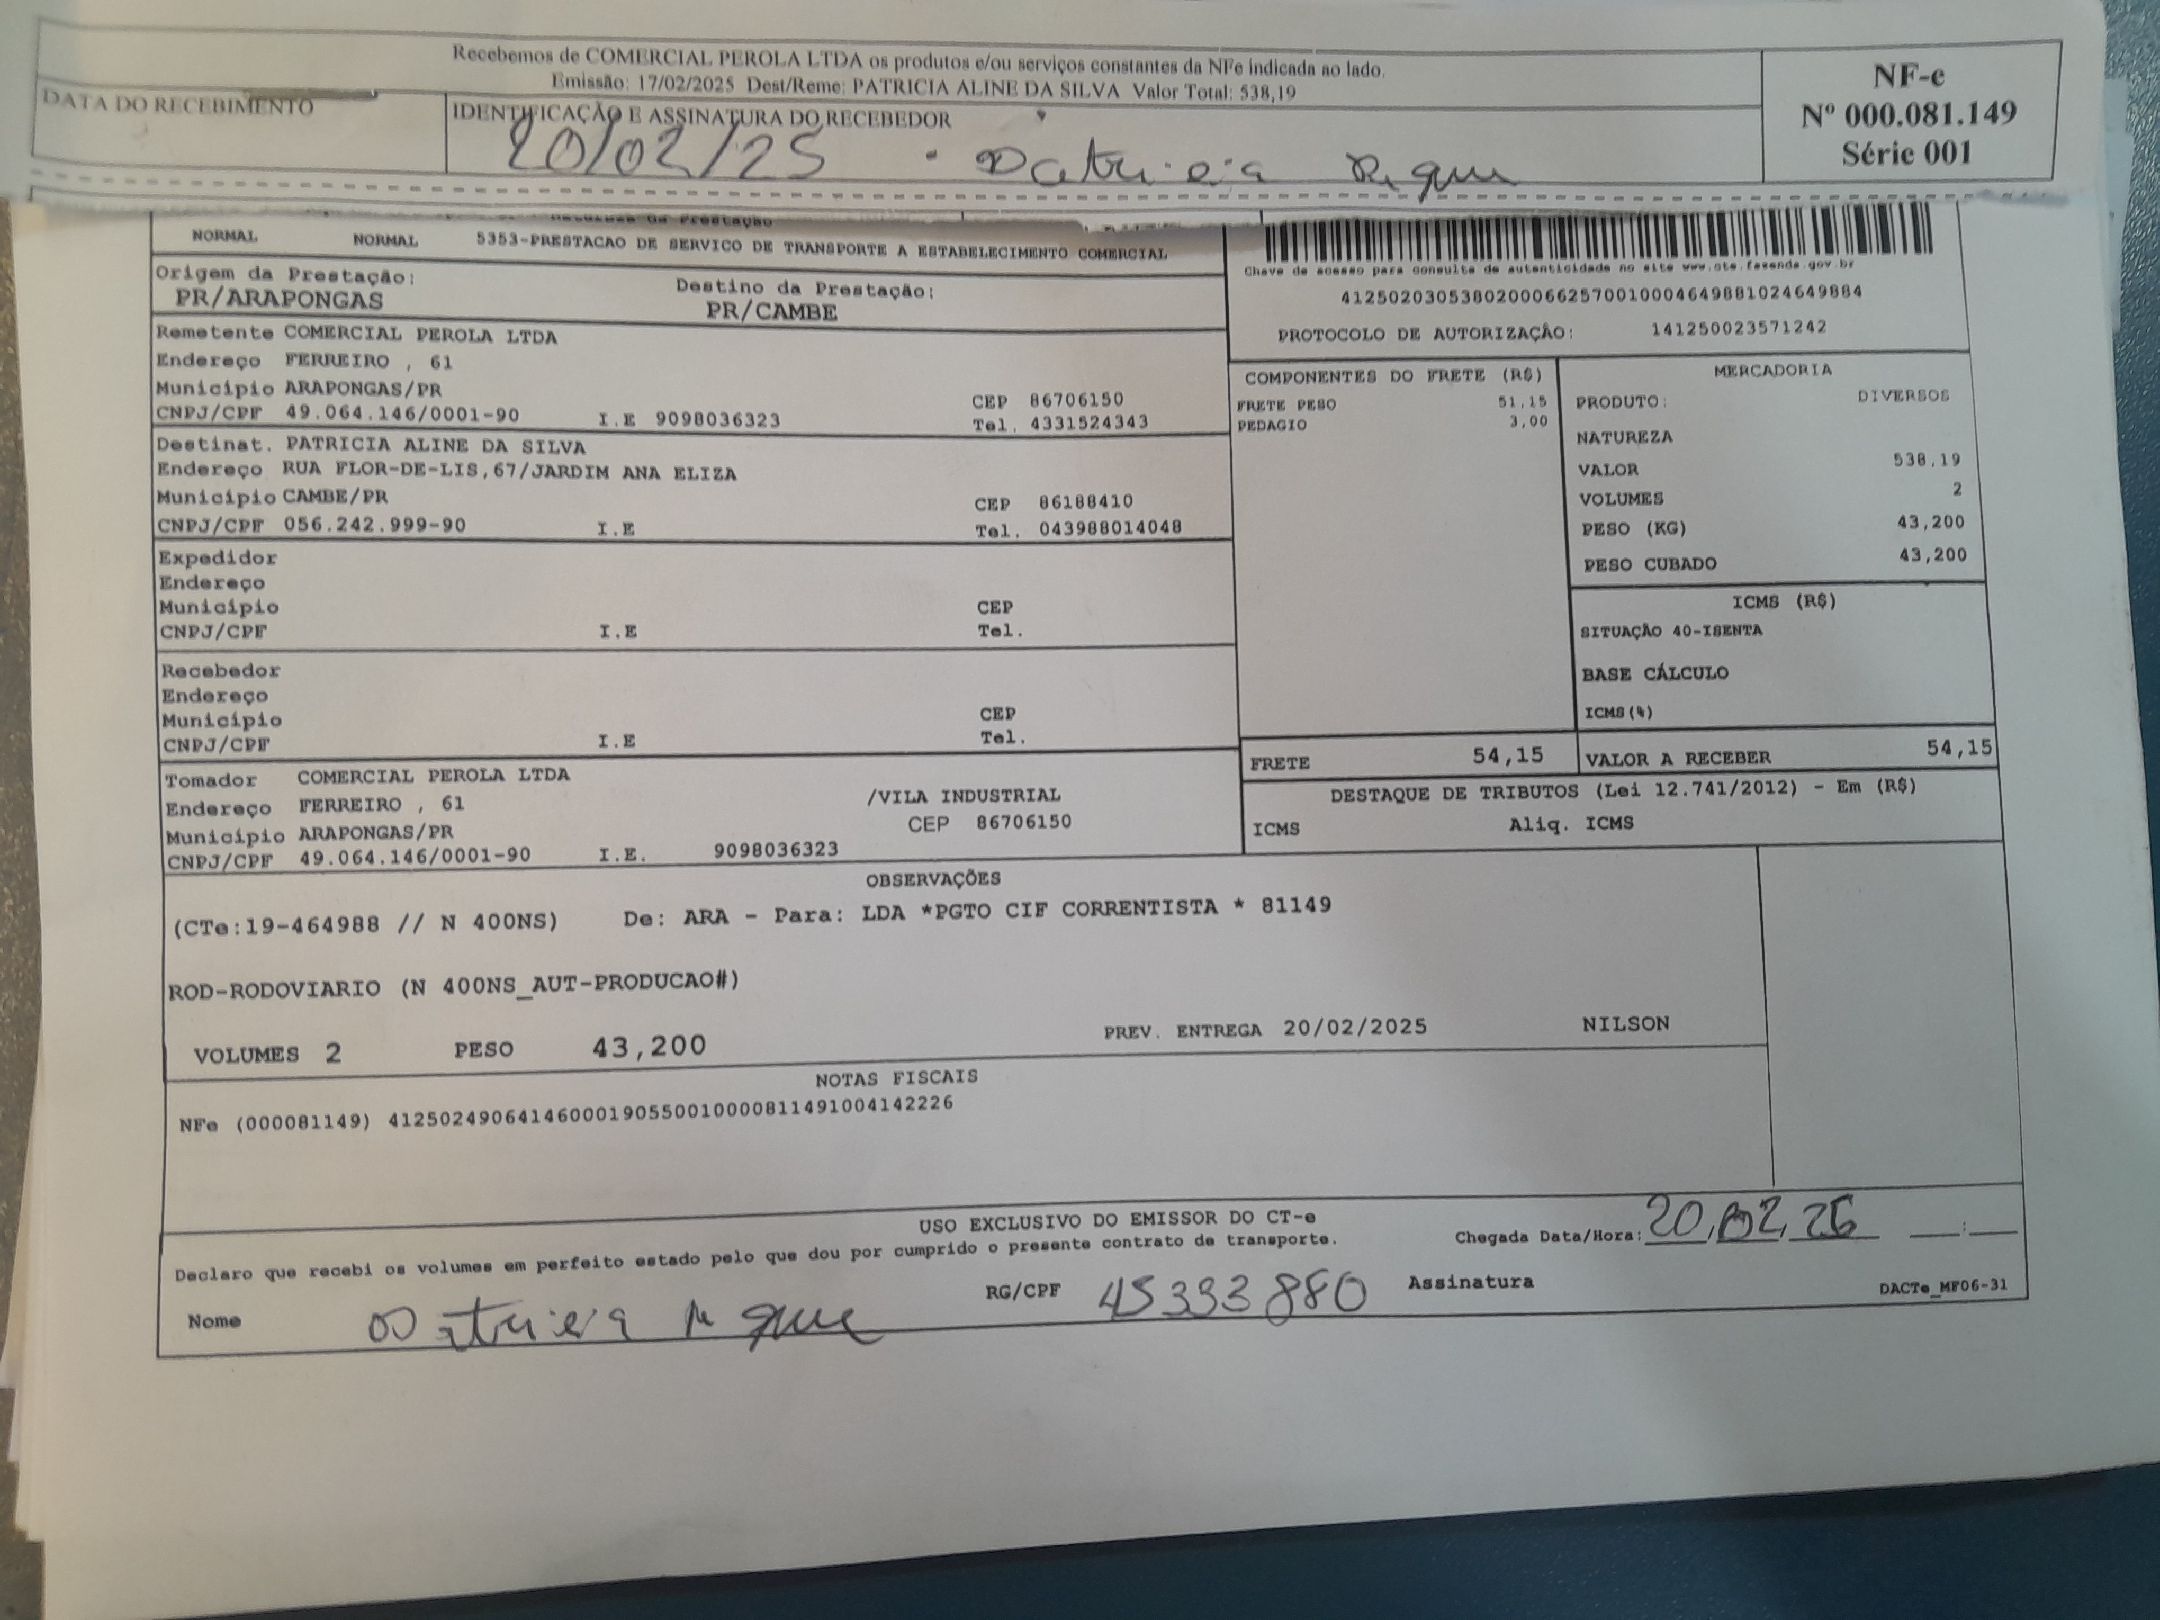 Recebemos de COMERCIAL PEROLA LTDA os produtos e/ou serviços constantes da NFe indicada ao lado.
Emissão: 17/02/2025 Dest/Reme: PATRICIA ALINE DA SILVA Valor Total: 538,19
NF-e
Nº 000.081.149
Série 001
DATA DO RECEBIMENTO
IDENTIFICAÇÃO E ASSINATURA DO RECEBEDOR
20/02/25 Patricia
NORMAL NORMAL 5353-PRESTACAO DE SERVICO DE TRANSPORTE A ESTABELECIMENTO COMERCIAL
Origem da Prestação:
PR/ARAPONGAS
Destino da Prestação:
PR/CAMBE
Chave de acesso para consulta de autenticidade no site www.cte.fazenda.gov.br
41250203053802000662570010004649881024649884
PROTOCOLO DE AUTORIZAÇÃO: 141250023571242
Remetente COMERCIAL PEROLA LTDA
Endereço FERREIRO , 61
Município ARAPONGAS/PR CEP 86706150
CNPJ/CPF 49.064.146/0001-90 I.E 9098036323 Tel. 4331524343
Destinat. PATRICIA ALINE DA SILVA
Endereço RUA FLOR-DE-LIS,67/JARDIM ANA ELIZA
Município CAMBE/PR CEP 86188410
CNPJ/CPF 056.242.999-90 I.E Tel. 043988014048
Expedidor
Endereço
Município CEP
CNPJ/CPF I.E Tel.
Recebedor
Endereço
Município CEP
CNPJ/CPF I.E Tel.
Tomador COMERCIAL PEROLA LTDA
Endereço FERREIRO , 61 /VILA INDUSTRIAL
Município ARAPONGAS/PR CEP 86706150
CNPJ/CPF 49.064.146/0001-90 I.E. 9098036323
COMPONENTES DO FRETE (R$)
FRETE PESO 51,15
PEDAGIO 3,00
MERCADORIA
PRODUTO: DIVERSOS
NATUREZA
VALOR 538,19
VOLUMES 2
PESO (KG) 43,200
PESO CUBADO 43,200
ICMS (R$)
SITUAÇÃO 40-ISENTA
BASE CÁLCULO
ICMS(%)
FRETE 54,15
VALOR A RECEBER 54,15
DESTAQUE DE TRIBUTOS (Lei 12.741/2012) - Em (R$)
ICMS Aliq. ICMS
OBSERVAÇÕES
(CTe:19-464988 // N 400NS) De: ARA - Para: LDA *PGTO CIF CORRENTISTA * 81149
ROD-RODOVIARIO (N 400NS_AUT-PRODUCAO#)
VOLUMES 2 PESO 43,200 PREV. ENTREGA 20/02/2025 NILSON
NOTAS FISCAIS
NFe (000081149) 41250249064146000190550010000811491004142226
USO EXCLUSIVO DO EMISSOR DO CT-e
Declaro que recebi os volumes em perfeito estado pelo que dou por cumprido o presente contrato de transporte.
Chegada Data/Hora: 20/02/
Nome Patricia RG/CPF 45333880 Assinatura
DACTe_MF06-31